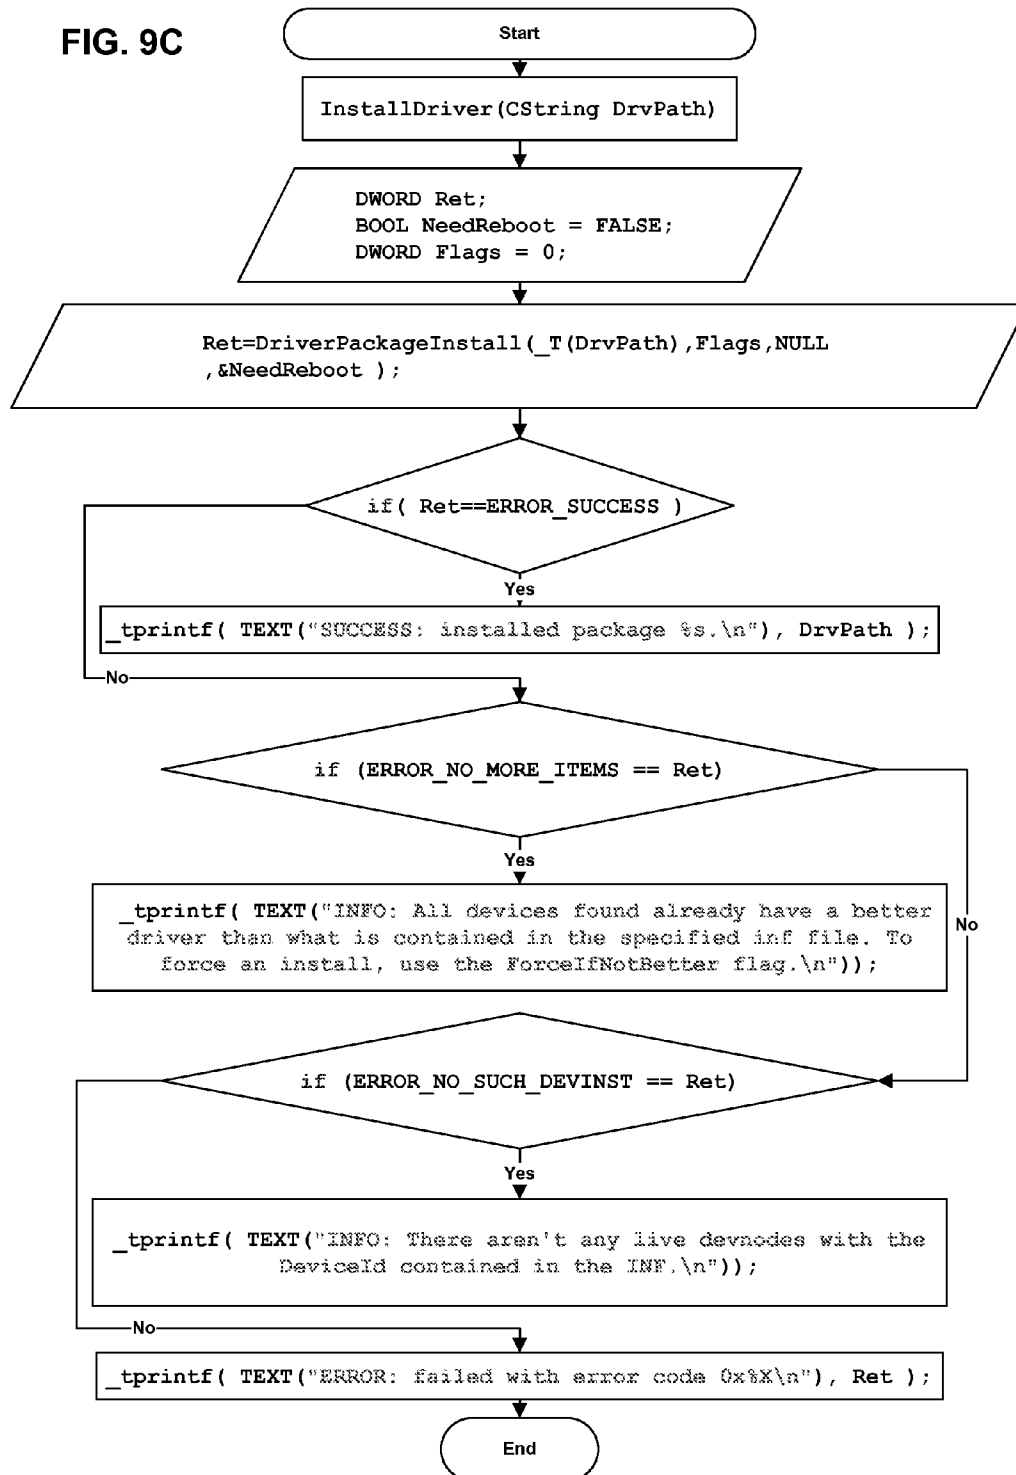 FIG. 9C
Start
InstallDriver(CString DrvPath)
DWORD Ret;
BOOL NeedReboot = FALSE;
DWORD Flags = 0;
Ret=DriverPackageInstall(_T(DrvPath),Flags,NULL
,&NeedReboot );
if( Ret==ERROR_SUCCESS )
Yes
_tprintf( TEXT("SUCCESS: installed package %s.\n"), DrvPath );
No
if (ERROR_NO_MORE_ITEMS == Ret)
Yes
_tprintf( TEXT("INFO: All devices found already have a better
driver than what is contained in the specified inf file. To
force an install, use the ForceIfNotBetter flag.\n"));
No
if (ERROR_NO_SUCH_DEVINST == Ret)
Yes
_tprintf( TEXT("INFO: There aren't any live devnodes with the
DeviceId contained in the INF.\n"));
No
_tprintf( TEXT("ERROR: failed with error code 0x%X\n"), Ret );
End